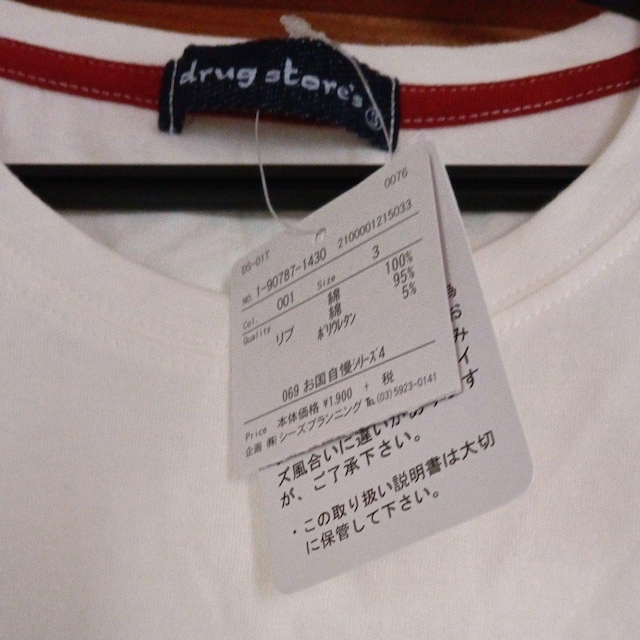 drug store's
0076
DS-01T
NO. 1-90787-1430 2100001215033
Col. 001 Size 3
Quality 綿 100%
リブ 綿 95%
ポリウレタン 5%
069 お国自慢シリーズ4
Price 本体価格 ¥1,900 + 税
企画 ㈱シーズプランニング ℡(03)5923-0141
ズ風合いに違いが
が、ご了承下さい。
・この取り扱い説明書は大切
に保管して下さい。